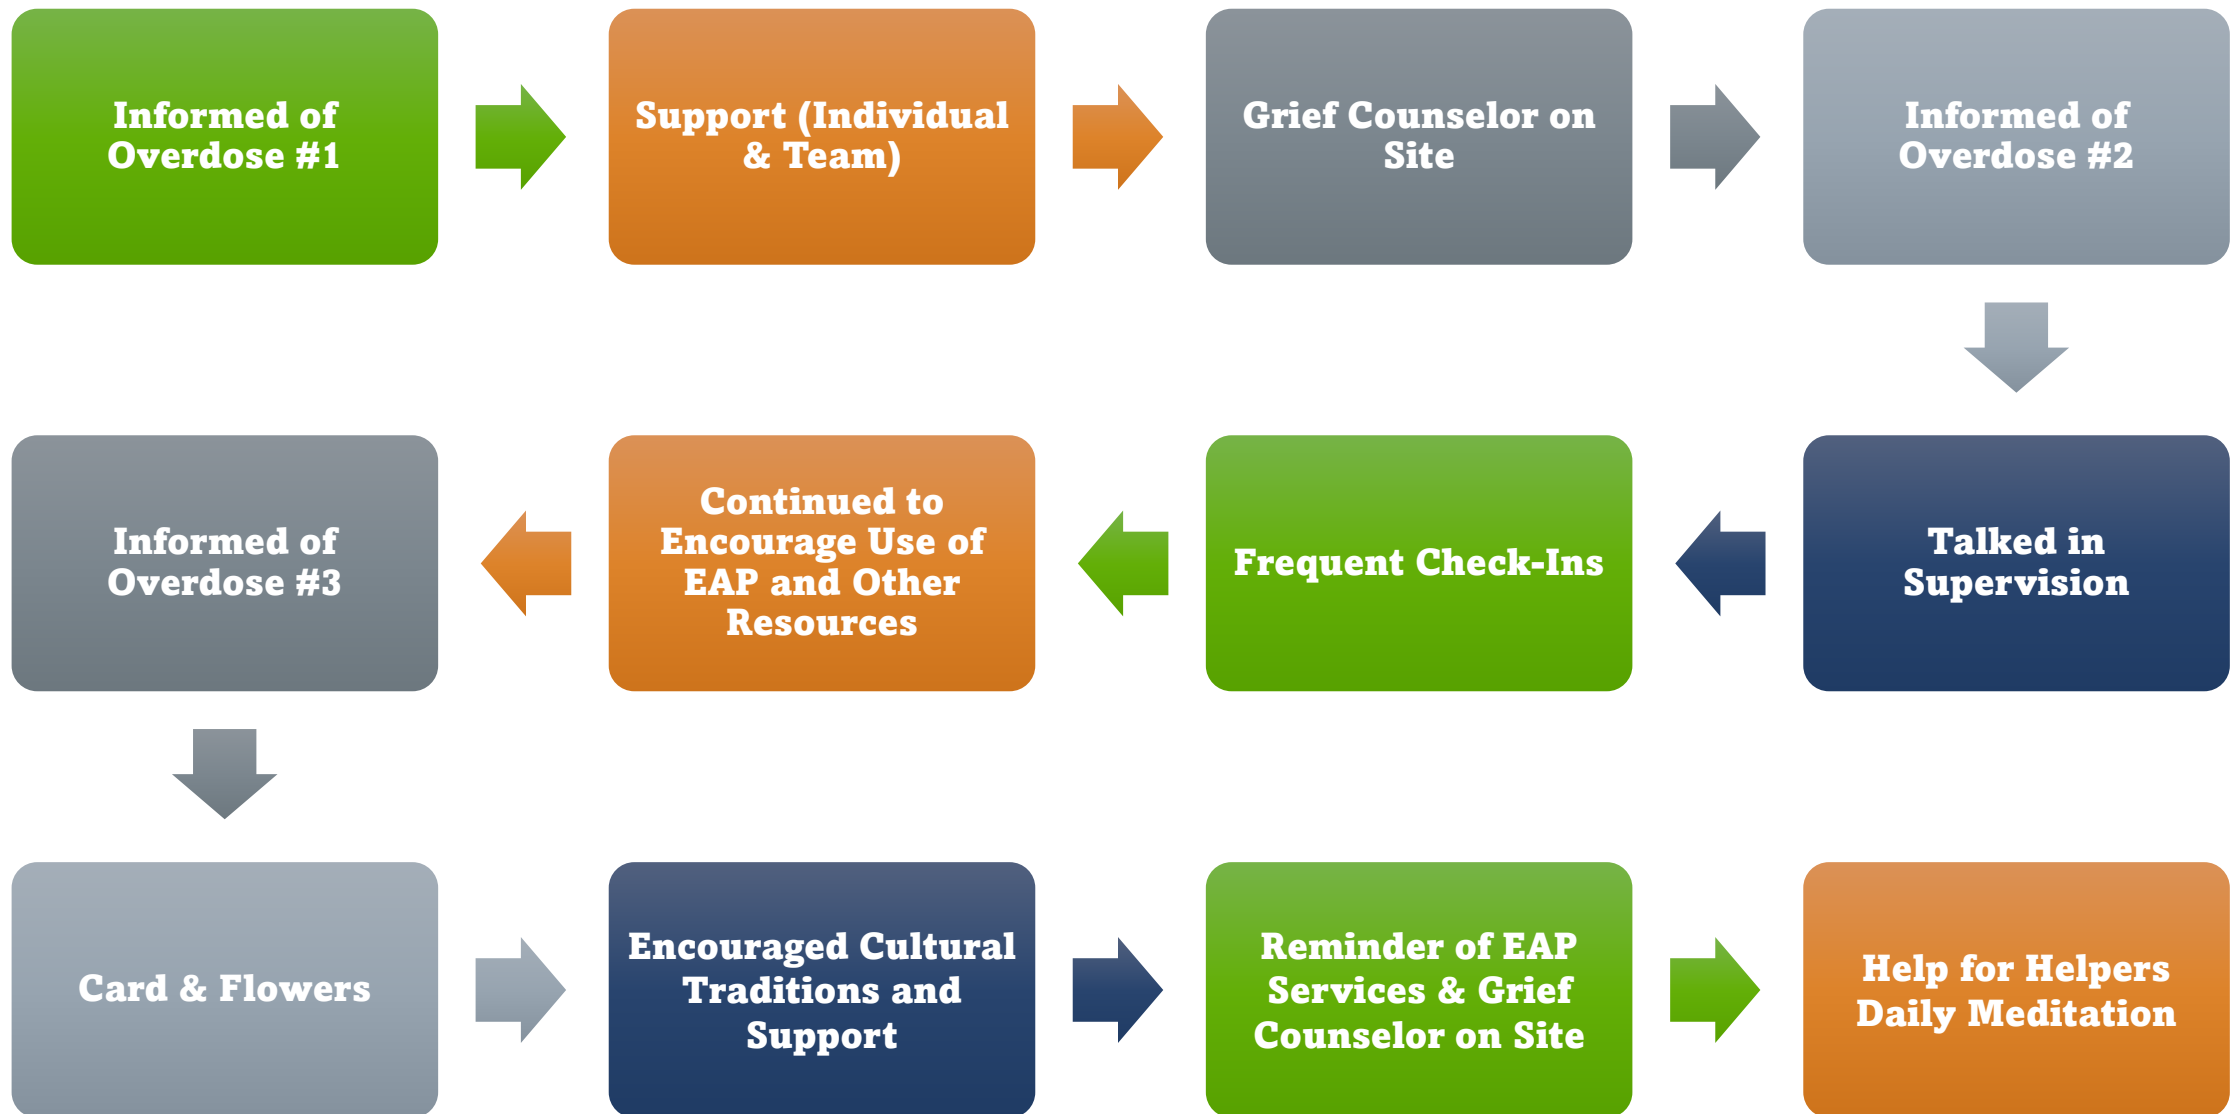 Informed of
Overdose #1
Support (Individual
& Team)
Grief Counselor on
Site
Informed of
Overdose #2
Talked in
Supervision
Frequent Check-Ins
Continued to
Encourage Use of
EAP and Other
Resources
Informed of
Overdose #3
Card & Flowers
Encouraged Cultural
Traditions and
Support
Reminder of EAP
Services & Grief
Counselor on Site
Help for Helpers
Daily Meditation